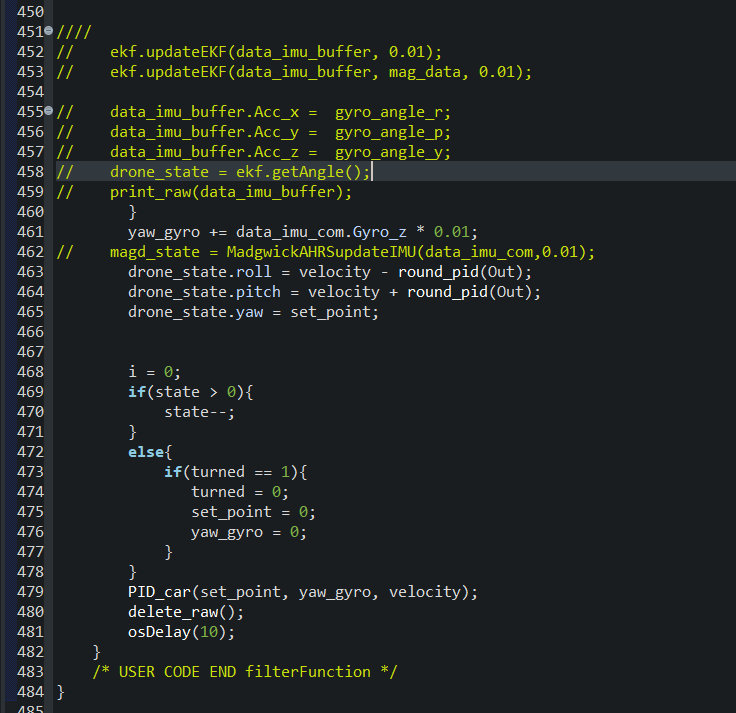 450
451 ////
452 //    ekf.updateEKF(data_imu_buffer, 0.01);
453 //    ekf.updateEKF(data_imu_buffer, mag_data, 0.01);
454
455 //    data_imu_buffer.Acc_x =  gyro_angle_r;
456 //    data_imu_buffer.Acc_y =  gyro_angle_p;
457 //    data_imu_buffer.Acc_z =  gyro_angle_y;
458 //    drone_state = ekf.getAngle();
459 //    print_raw(data_imu_buffer);
460         }
461         yaw_gyro += data_imu_com.Gyro_z * 0.01;
462 //    magd_state = MadgwickAHRSupdateIMU(data_imu_com,0.01);
463         drone_state.roll = velocity - round_pid(Out);
464         drone_state.pitch = velocity + round_pid(Out);
465         drone_state.yaw = set_point;
466
467
468         i = 0;
469         if(state > 0){
470             state--;
471         }
472         else{
473             if(turned == 1){
474                turned = 0;
475                set_point = 0;
476                yaw_gyro = 0;
477             }
478         }
479         PID_car(set_point, yaw_gyro, velocity);
480         delete_raw();
481         osDelay(10);
482     }
483     /* USER CODE END filterFunction */
484 }
485